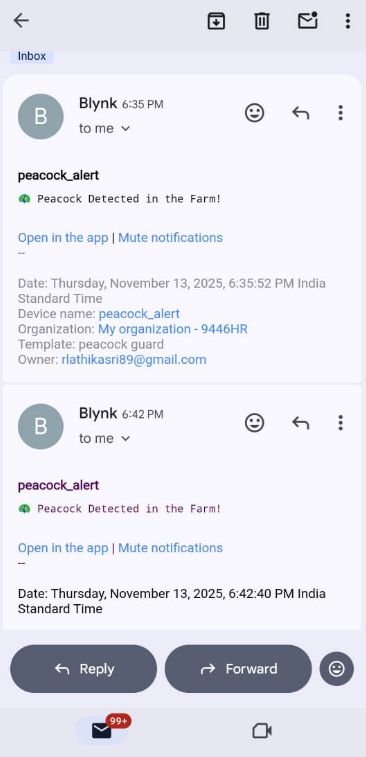 Inbox
B
Blynk 6:35 PM
to me
peacock_alert
🦚 Peacock Detected in the Farm!
Open in the app | Mute notifications
--
Date: Thursday, November 13, 2025, 6:35:52 PM India
Standard Time
Device name: peacock_alert
Organization: My organization - 9446HR
Template: peacock guard
Owner: rlathikasri89@gmail.com
B
Blynk 6:42 PM
to me
peacock_alert
🦚 Peacock Detected in the Farm!
Open in the app | Mute notifications
--
Date: Thursday, November 13, 2025, 6:42:40 PM India
Standard Time
Reply
Forward
99+